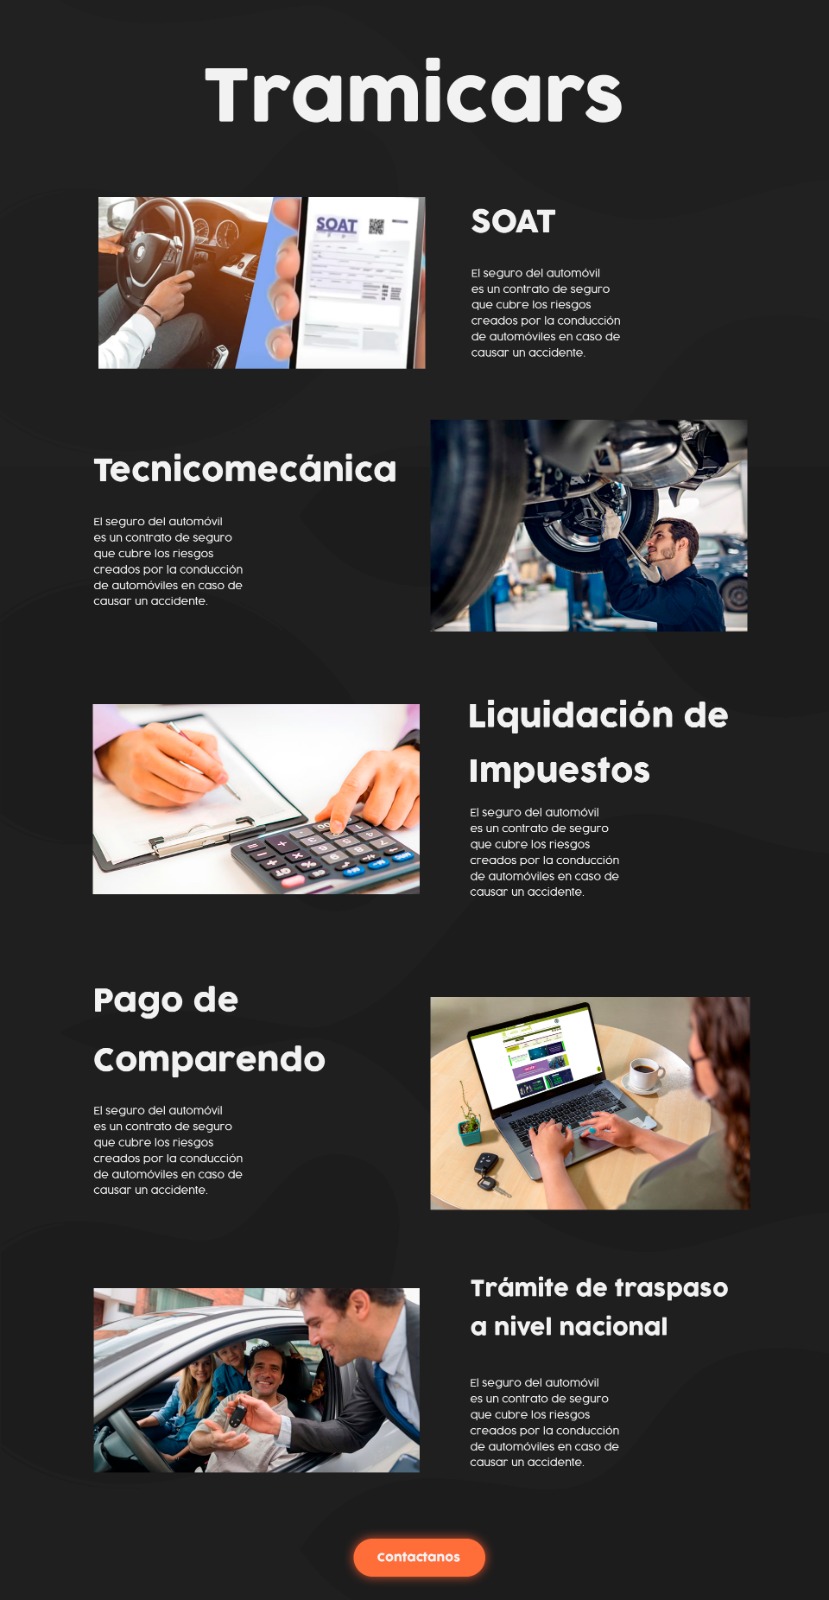 Tramicars
SOAT
SOAT
El seguro del automóvil
es un contrato de seguro
que cubre los riesgos
creados por la conducción
de automóviles en caso de
causar un accidente.
Tecnicomecánica
El seguro del automóvil
es un contrato de seguro
que cubre los riesgos
creados por la conducción
de automóviles en caso de
causar un accidente.
Liquidación de
Impuestos
El seguro del automóvil
es un contrato de seguro
que cubre los riesgos
creados por la conducción
de automóviles en caso de
causar un accidente.
Pago de
Comparendo
El seguro del automóvil
es un contrato de seguro
que cubre los riesgos
creados por la conducción
de automóviles en caso de
causar un accidente.
Trámite de traspaso
a nivel nacional
El seguro del automóvil
es un contrato de seguro
que cubre los riesgos
creados por la conducción
de automóviles en caso de
causar un accidente.
Contactanos